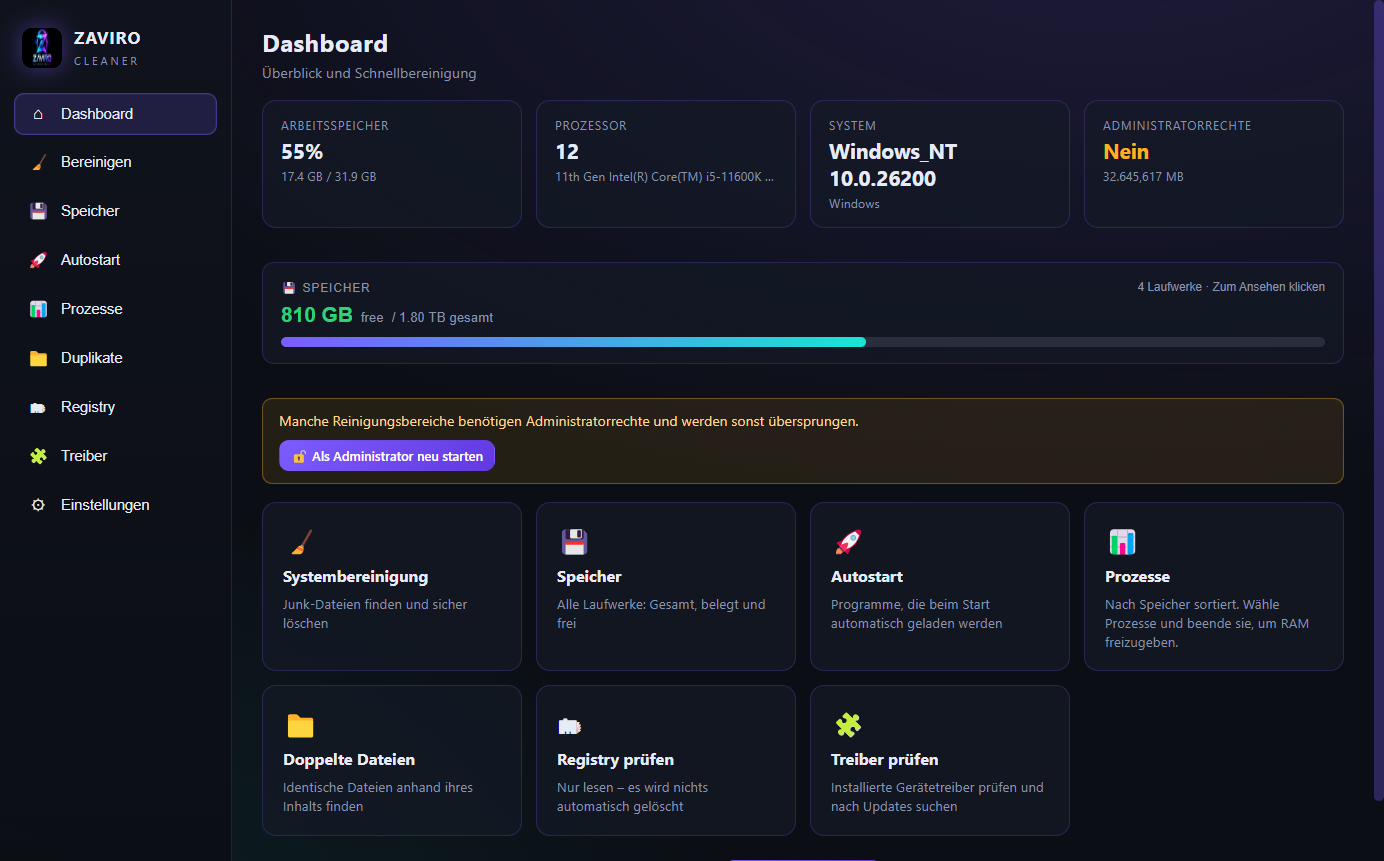 ZAVIRO
CLEANER
Dashboard
Bereinigen
Speicher
Autostart
Prozesse
Duplikate
Registry
Treiber
Einstellungen
Dashboard
Überblick und Schnellbereinigung
ARBEITSSPEICHER
55%
17.4 GB / 31.9 GB
PROZESSOR
12
11th Gen Intel(R) Core(TM) i5-11600K ...
SYSTEM
Windows_NT
10.0.26200
Windows
ADMINISTRATORRECHTE
Nein
32.645,617 MB
SPEICHER
4 Laufwerke · Zum Ansehen klicken
810 GB free / 1.80 TB gesamt
Manche Reinigungsbereiche benötigen Administratorrechte und werden sonst übersprungen.
Als Administrator neu starten
Systembereinigung
Junk-Dateien finden und sicher
löschen
Speicher
Alle Laufwerke: Gesamt, belegt und
frei
Autostart
Programme, die beim Start
automatisch geladen werden
Prozesse
Nach Speicher sortiert. Wähle
Prozesse und beende sie, um RAM
freizugeben.
Doppelte Dateien
Identische Dateien anhand ihres
Inhalts finden
Registry prüfen
Nur lesen – es wird nichts
automatisch gelöscht
Treiber prüfen
Installierte Gerätetreiber prüfen und
nach Updates suchen